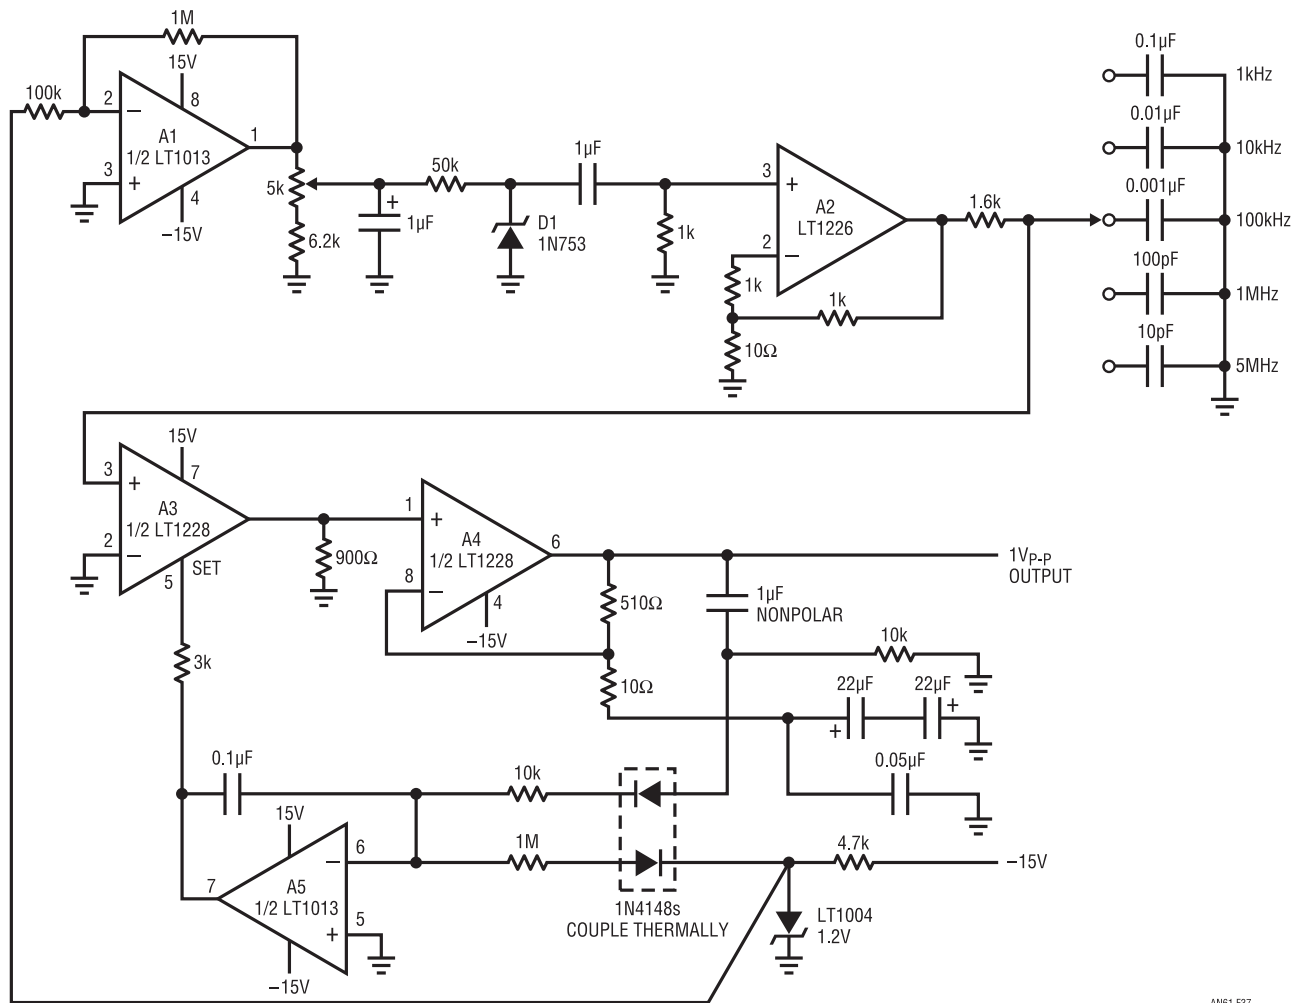 1M
15V
100k
2
8
−
A1
1/2 LT1013
1
3
+
4
−15V
5k
6.2k
+
1µF
50k
D1
1N753
1µF
1k
3
+
A2
LT1226
2
−
1k
1k
10Ω
1.6k
0.1µF
1kHz
0.01µF
10kHz
0.001µF
100kHz
100pF
1MHz
10pF
5MHz
15V
3
7
+
A3
1/2 LT1228
2
−
SET
5
900Ω
1
+
A4
1/2 LT1228
6
8
−
4
−15V
510Ω
1µF
NONPOLAR
1VP-P
OUTPUT
10k
3k
10Ω
22µF
22µF
+
+
0.05µF
0.1µF
10k
15V
1M
4.7k
−15V
6
−
7
A5
1/2 LT1013
5
+
−15V
1N4148s
COUPLE THERMALLY
LT1004
1.2V
AN61 F37